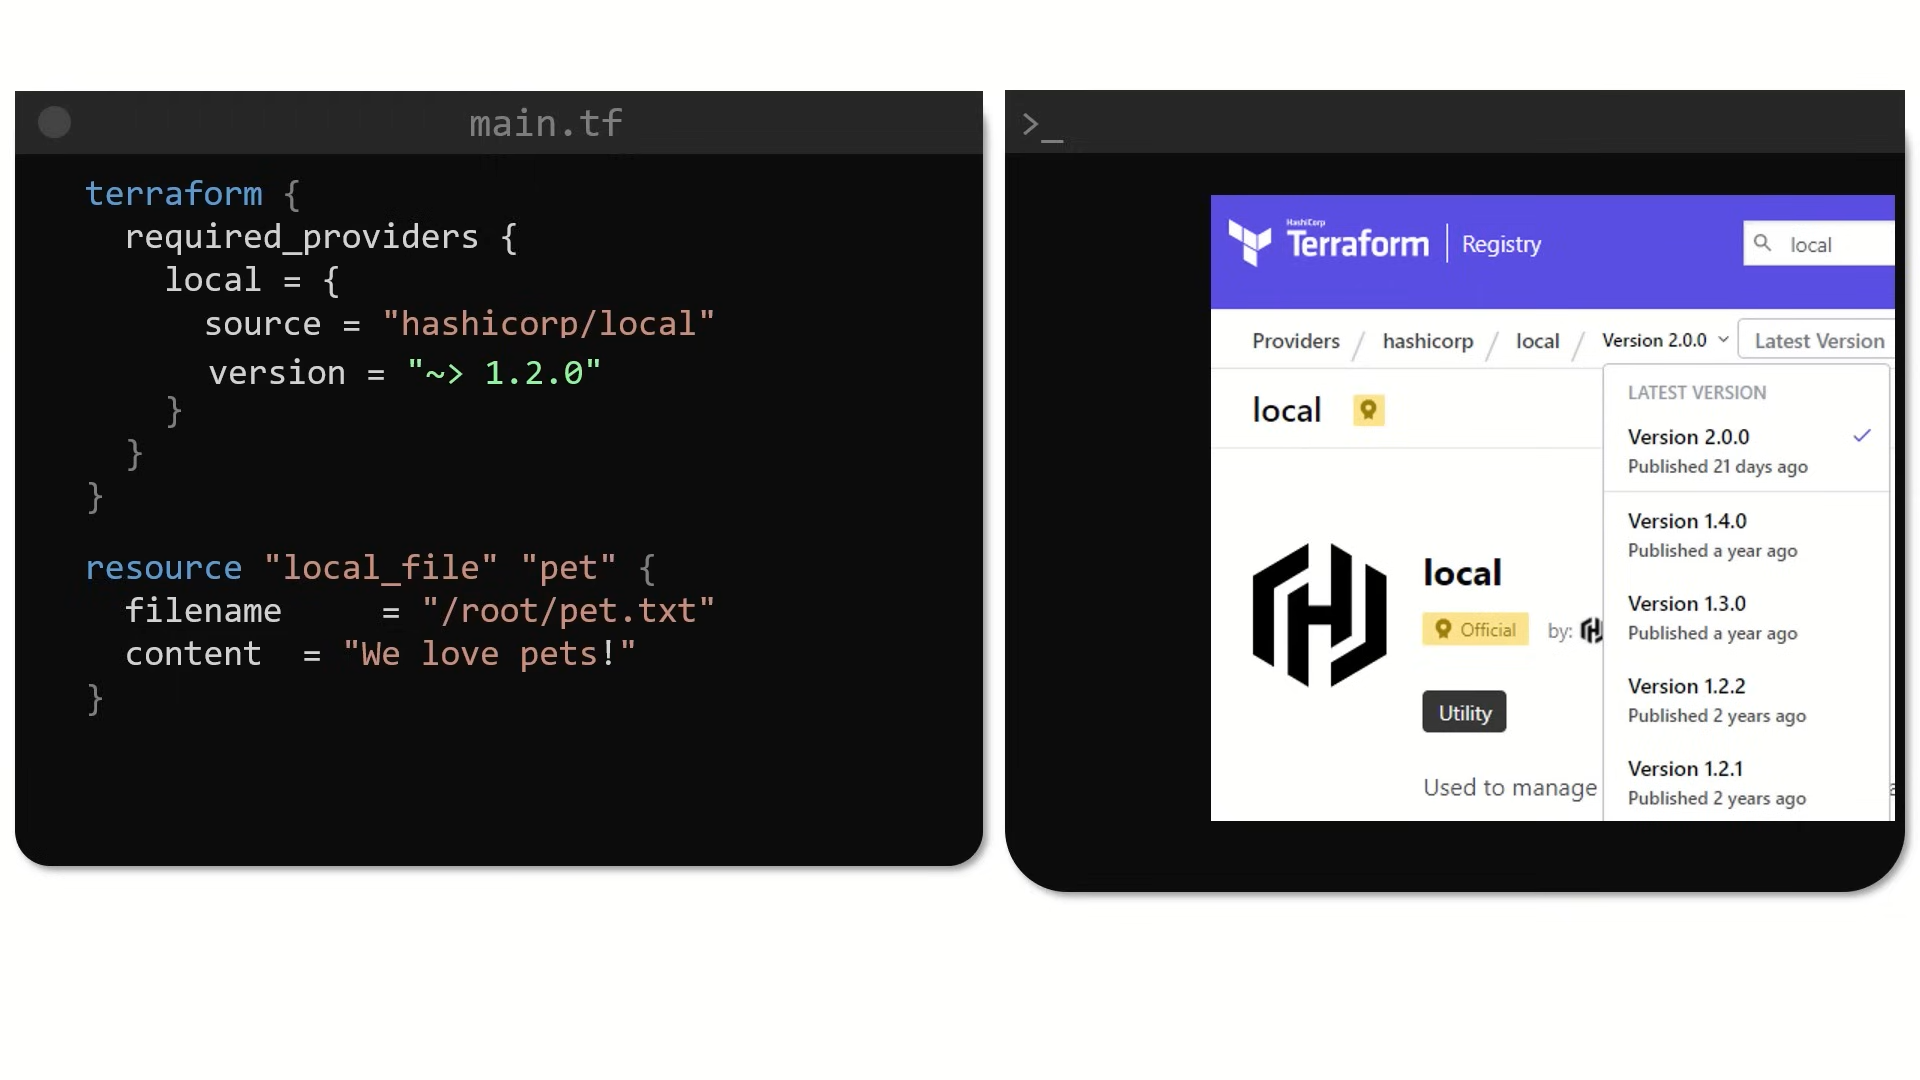 main.tf
terraform {
required_providers {
local = {
source = "hashicorp/local"
version = "~> 1.2.0"
}
}
}
resource "local_file" "pet" {
filename = "/root/pet.txt"
content = "We love pets!"
}
>_
HashiCorp
Terraform Registry
local
Providers / hashicorp / local / Version 2.0.0 Latest Version
LATEST VERSION
Version 2.0.0
Published 21 days ago
Version 1.4.0
Published a year ago
Version 1.3.0
Published a year ago
Version 1.2.2
Published 2 years ago
Version 1.2.1
Published 2 years ago
local
local
Official by:
Utility
Used to manage